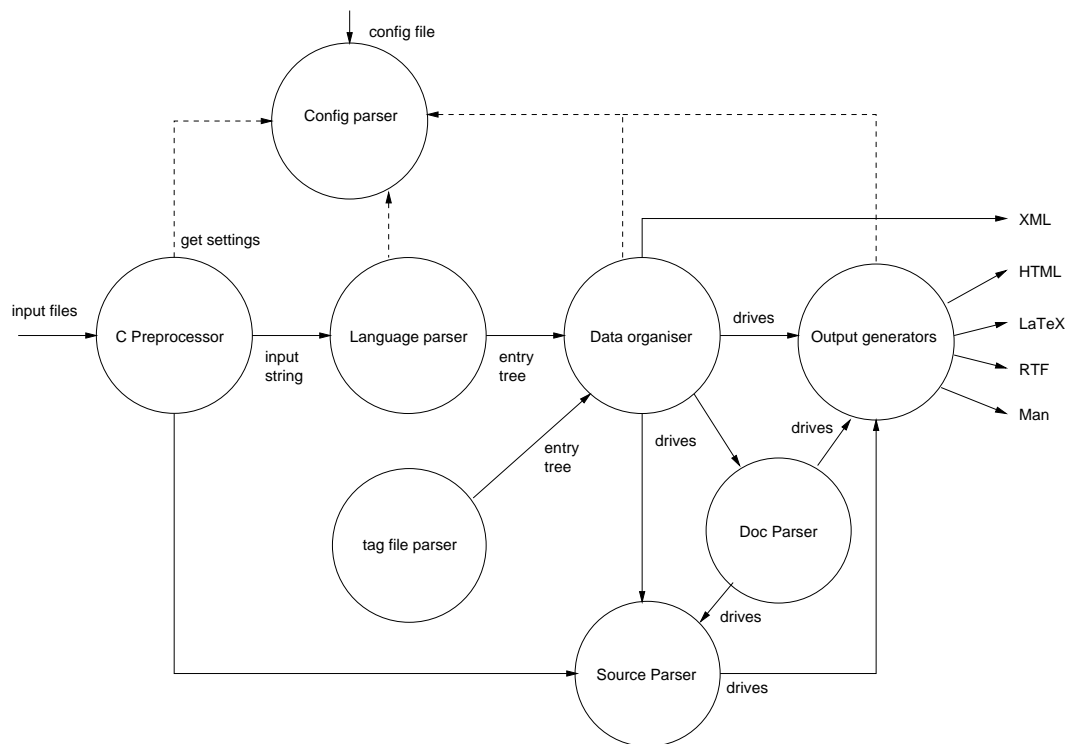 config file
Config parser
get settings
XML
HTML
input files
C Preprocessor
input
string
Language parser
entry
tree
Data organiser
drives
Output generators
LaTeX
RTF
Man
drives
drives
entry
tree
tag file parser
Doc Parser
drives
Source Parser
drives